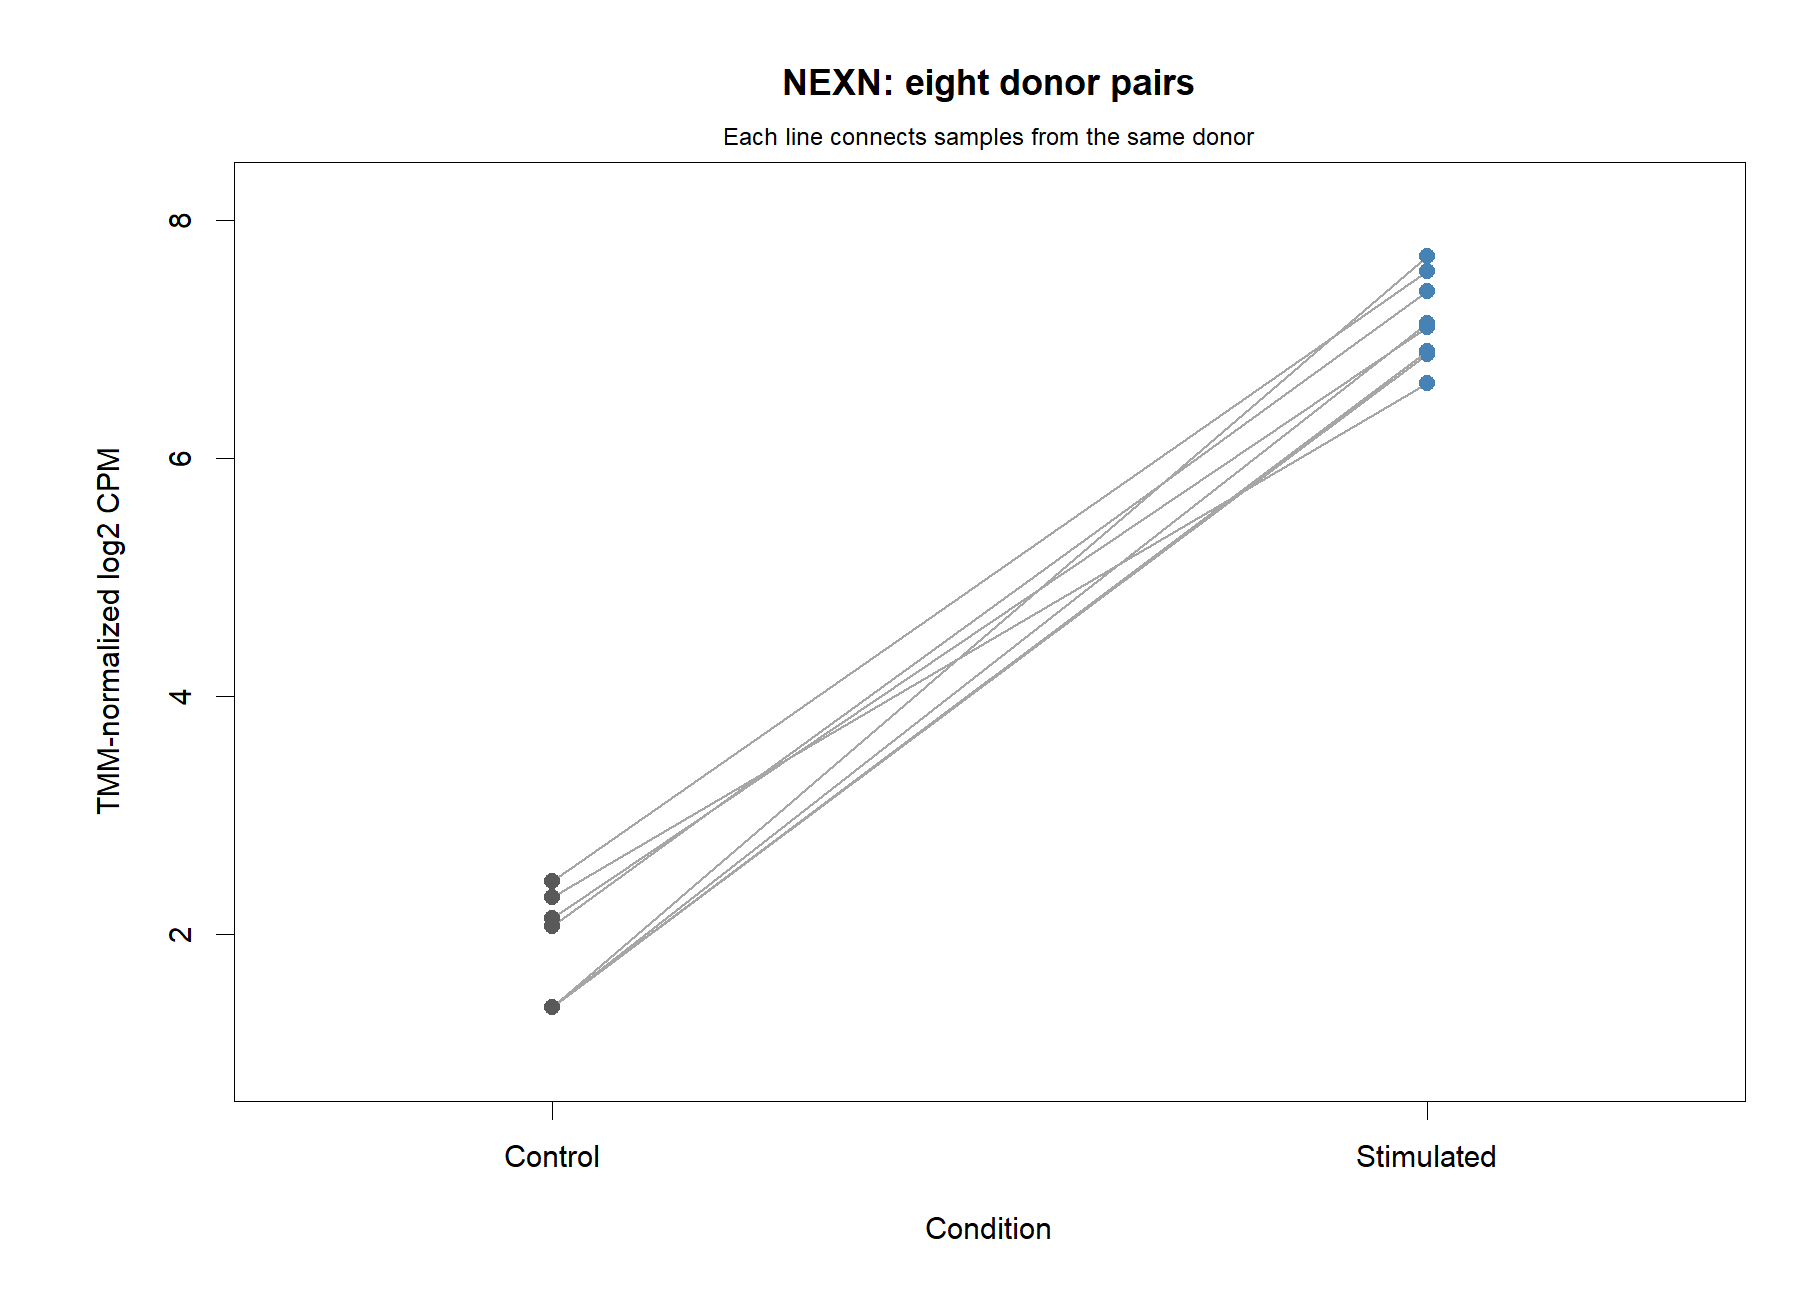 NEXN: eight donor pairs
Each line connects samples from the same donor
TMM-normalized log2 CPM
8
6
4
2
Control
Stimulated
Condition